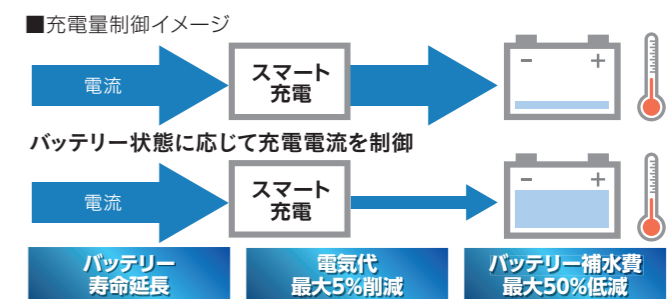 ■充電量制御イメージ
電流
スマート
充電
- +
バッテリー状態に応じて充電電流を制御
電流
スマート
充電
- +
バッテリー
寿命延長
電気代
最大5%削減
バッテリー補水費
最大50%低減